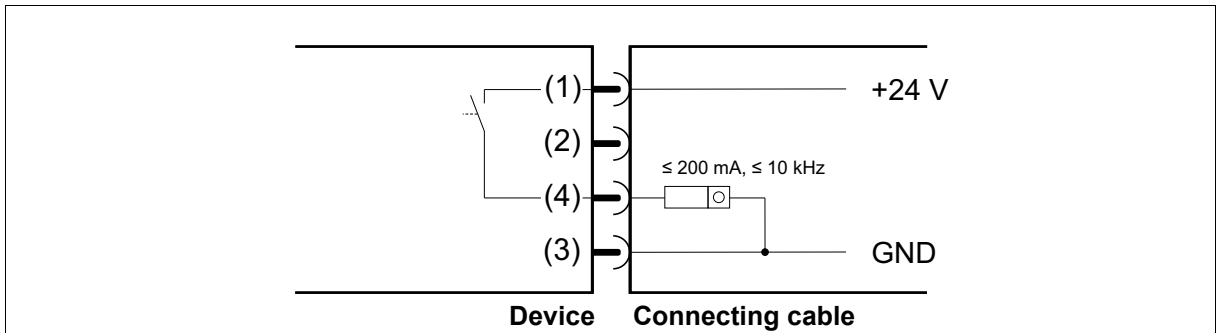 (1) +24 V
(2)
≤ 200 mA, ≤ 10 kHz
(4)
(3) GND
Device Connecting cable